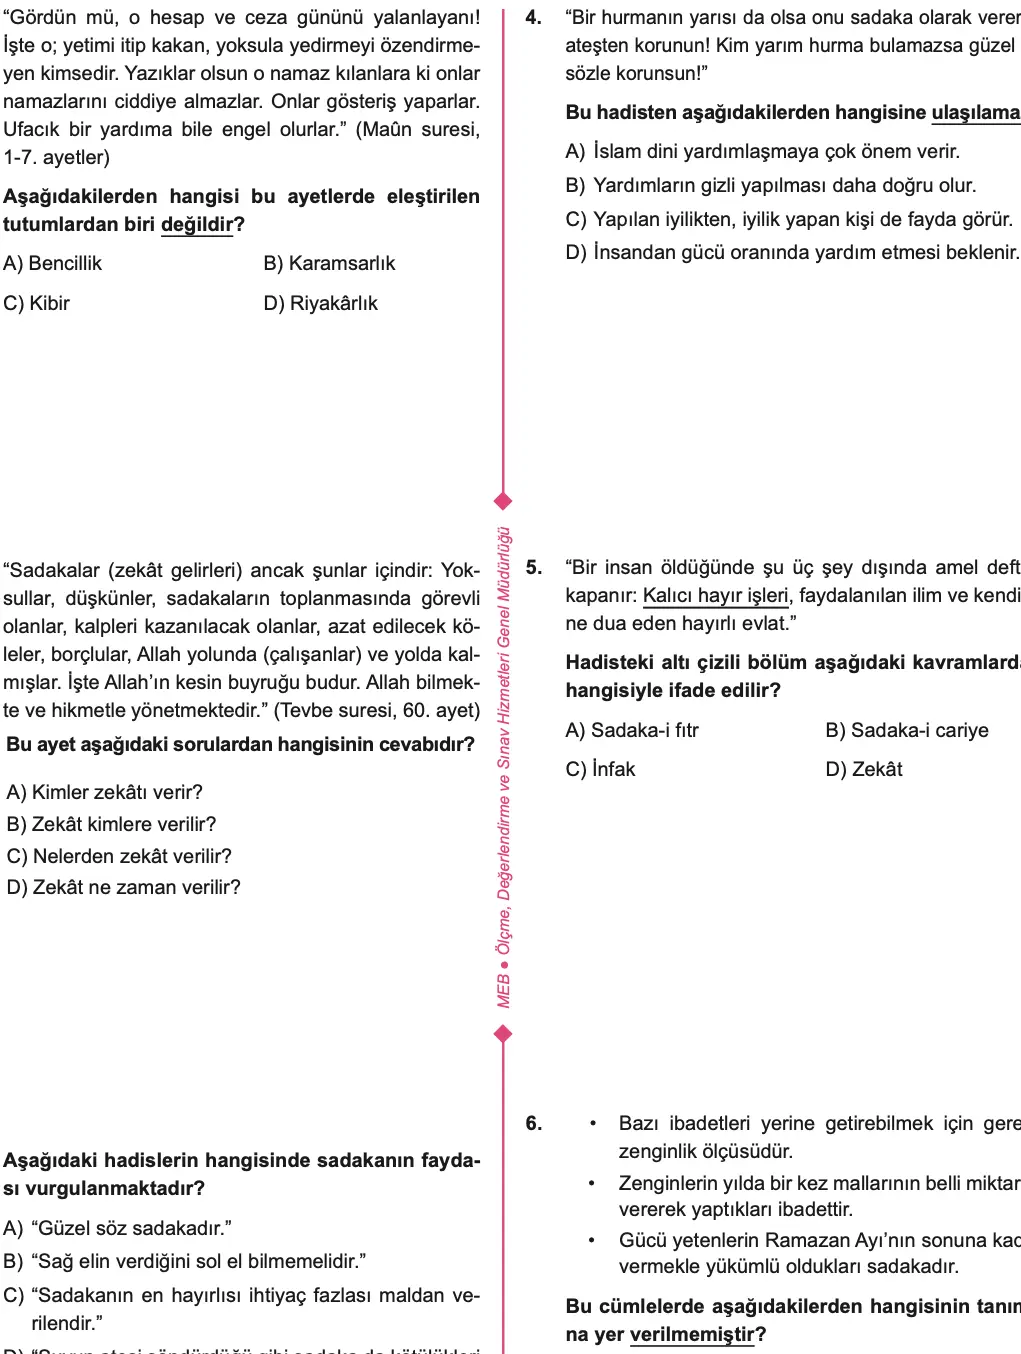 “Gördün mü, o hesap ve ceza gününü yalanlayanı!
İşte o; yetimi itip kakan, yoksula yedirmeyi özendirme-
yen kimsedir. Yazıklar olsun o namaz kılanlara ki onlar
namazlarını ciddiye almazlar. Onlar gösteriş yaparlar.
Ufacık bir yardıma bile engel olurlar.” (Maûn suresi,
1-7. ayetler)
Aşağıdakilerden hangisi bu ayetlerde eleştirilen
tutumlardan biri değildir?
A) Bencillik B) Karamsarlık
C) Kibir D) Riyakârlık
“Sadakalar (zekât gelirleri) ancak şunlar içindir: Yok-
sullar, düşkünler, sadakaların toplanmasında görevli
olanlar, kalpleri kazanılacak olanlar, azat edilecek kö-
leler, borçlular, Allah yolunda (çalışanlar) ve yolda kal-
mışlar. İşte Allah’ın kesin buyruğu budur. Allah bilmek-
te ve hikmetle yönetmektedir.” (Tevbe suresi, 60. ayet)
Bu ayet aşağıdaki sorulardan hangisinin cevabıdır?
A) Kimler zekâtı verir?
B) Zekât kimlere verilir?
C) Nelerden zekât verilir?
D) Zekât ne zaman verilir?
Aşağıdaki hadislerin hangisinde sadakanın fayda-
sı vurgulanmaktadır?
A) “Güzel söz sadakadır.”
B) “Sağ elin verdiğini sol el bilmemelidir.”
C) “Sadakanın en hayırlısı ihtiyaç fazlası maldan ve-
rilendir.”
D) “Suyun ateşi söndürdüğü gibi sadaka da kötülükleri
MEB ● Ölçme, Değerlendirme ve Sınav Hizmetleri Genel Müdürlüğü
4. “Bir hurmanın yarısı da olsa onu sadaka olarak verer
ateşten korunun! Kim yarım hurma bulamazsa güzel
sözle korunsun!”
Bu hadisten aşağıdakilerden hangisine ulaşılama
A) İslam dini yardımlaşmaya çok önem verir.
B) Yardımların gizli yapılması daha doğru olur.
C) Yapılan iyilikten, iyilik yapan kişi de fayda görür.
D) İnsandan gücü oranında yardım etmesi beklenir.
5. “Bir insan öldüğünde şu üç şey dışında amel deft
kapanır: Kalıcı hayır işleri, faydalanılan ilim ve kendi
ne dua eden hayırlı evlat.”
Hadisteki altı çizili bölüm aşağıdaki kavramlarda
hangisiyle ifade edilir?
A) Sadaka-i fıtr B) Sadaka-i cariye
C) İnfak D) Zekât
6. • Bazı ibadetleri yerine getirebilmek için gere
zenginlik ölçüsüdür.
• Zenginlerin yılda bir kez mallarının belli miktar
vererek yaptıkları ibadettir.
• Gücü yetenlerin Ramazan Ayı’nın sonuna kad
vermekle yükümlü oldukları sadakadır.
Bu cümlelerde aşağıdakilerden hangisinin tanım
na yer verilmemiştir?